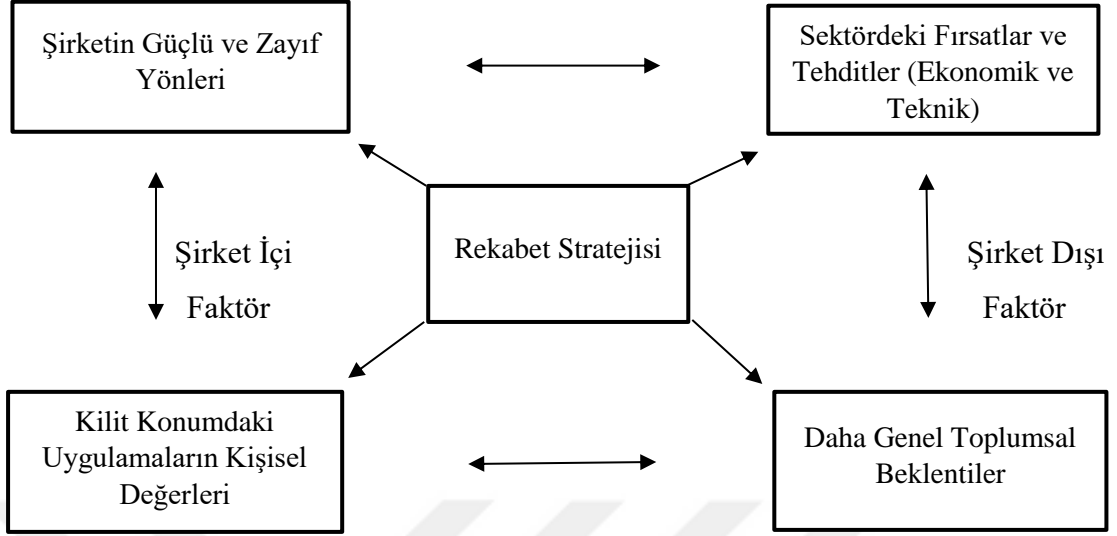 Şirketin Güçlü ve Zayıf
Yönleri
Sektördeki Fırsatlar ve
Tehditler (Ekonomik ve
Teknik)
Rekabet Stratejisi
Şirket İçi
Faktör
Şirket Dışı
Faktör
Kilit Konumdaki
Uygulamaların Kişisel
Değerleri
Daha Genel Toplumsal
Beklentiler